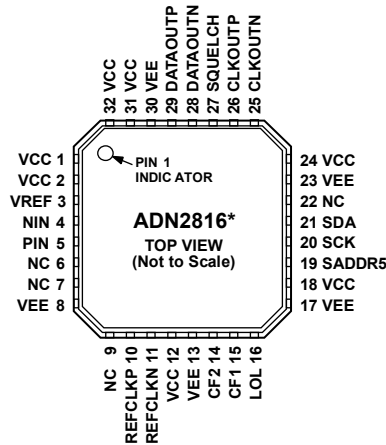 32 VCC
31 VCC
30 VEE
29 DATAOUTP
28 DATAOUTN
27 SQUELCH
26 CLKOUTP
25 CLKOUTN
VCC 1
VCC 2
VREF 3
NIN 4
PIN 5
NC 6
NC 7
VEE 8
PIN 1
INDIC ATOR
ADN2816*
TOP VIEW
(Not to Scale)
24 VCC
23 VEE
22 NC
21 SDA
20 SCK
19 SADDR5
18 VCC
17 VEE
NC 9
REFCLKP 10
REFCLKN 11
VCC 12
VEE 13
CF2 14
CF1 15
LOL 16